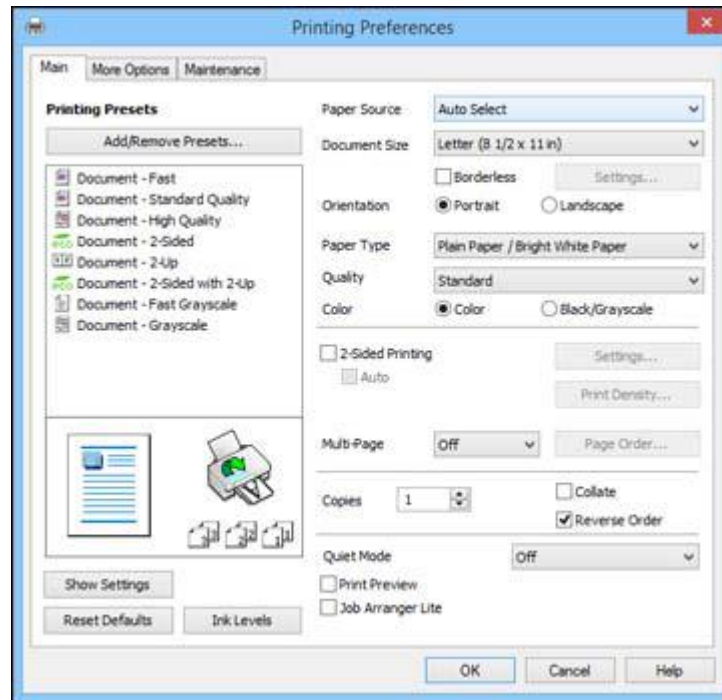 Printing Preferences
Main More Options Maintenance
Printing Presets
Add/Remove Presets...
Document - Fast
Document - Standard Quality
Document - High Quality
Document - 2-Sided
Document - 2-Up
Document - 2-Sided with 2-Up
Document - Fast Grayscale
Document - Grayscale
Show Settings
Reset Defaults Ink Levels
Paper Source Auto Select
Document Size Letter (8 1/2 x 11 in)
Borderless Settings...
Orientation Portrait Landscape
Paper Type Plain Paper / Bright White Paper
Quality Standard
Color Color Black/Grayscale
2-Sided Printing Settings...
Auto
Print Density...
Multi-Page Off Page Order...
Copies 1 Collate
Reverse Order
Quiet Mode Off
Print Preview
Job Arranger Lite
OK Cancel Help